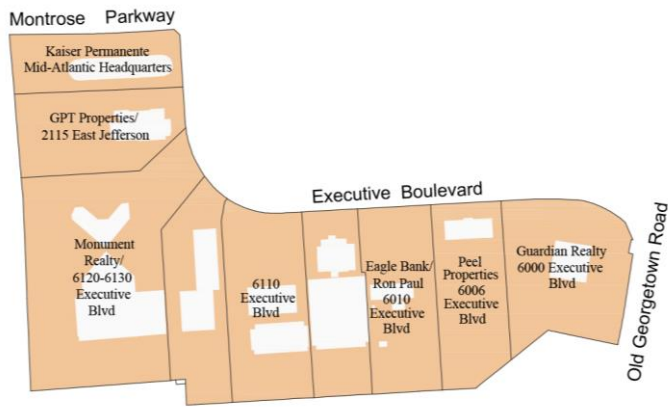 Montrose Parkway
Kaiser Permanente
Mid-Atlantic Headquarters
GPT Properties/
2115 East Jefferson
Executive Boulevard
Monument
Realty/
6120-6130
Executive
Blvd
6110
Executive
Blvd
Eagle Bank/
Ron Paul
6010
Executive
Blvd
Peel
Properties
6006
Executive
Blvd
Guardian Realty
6000 Executive
Blvd
Old Georgetown Road